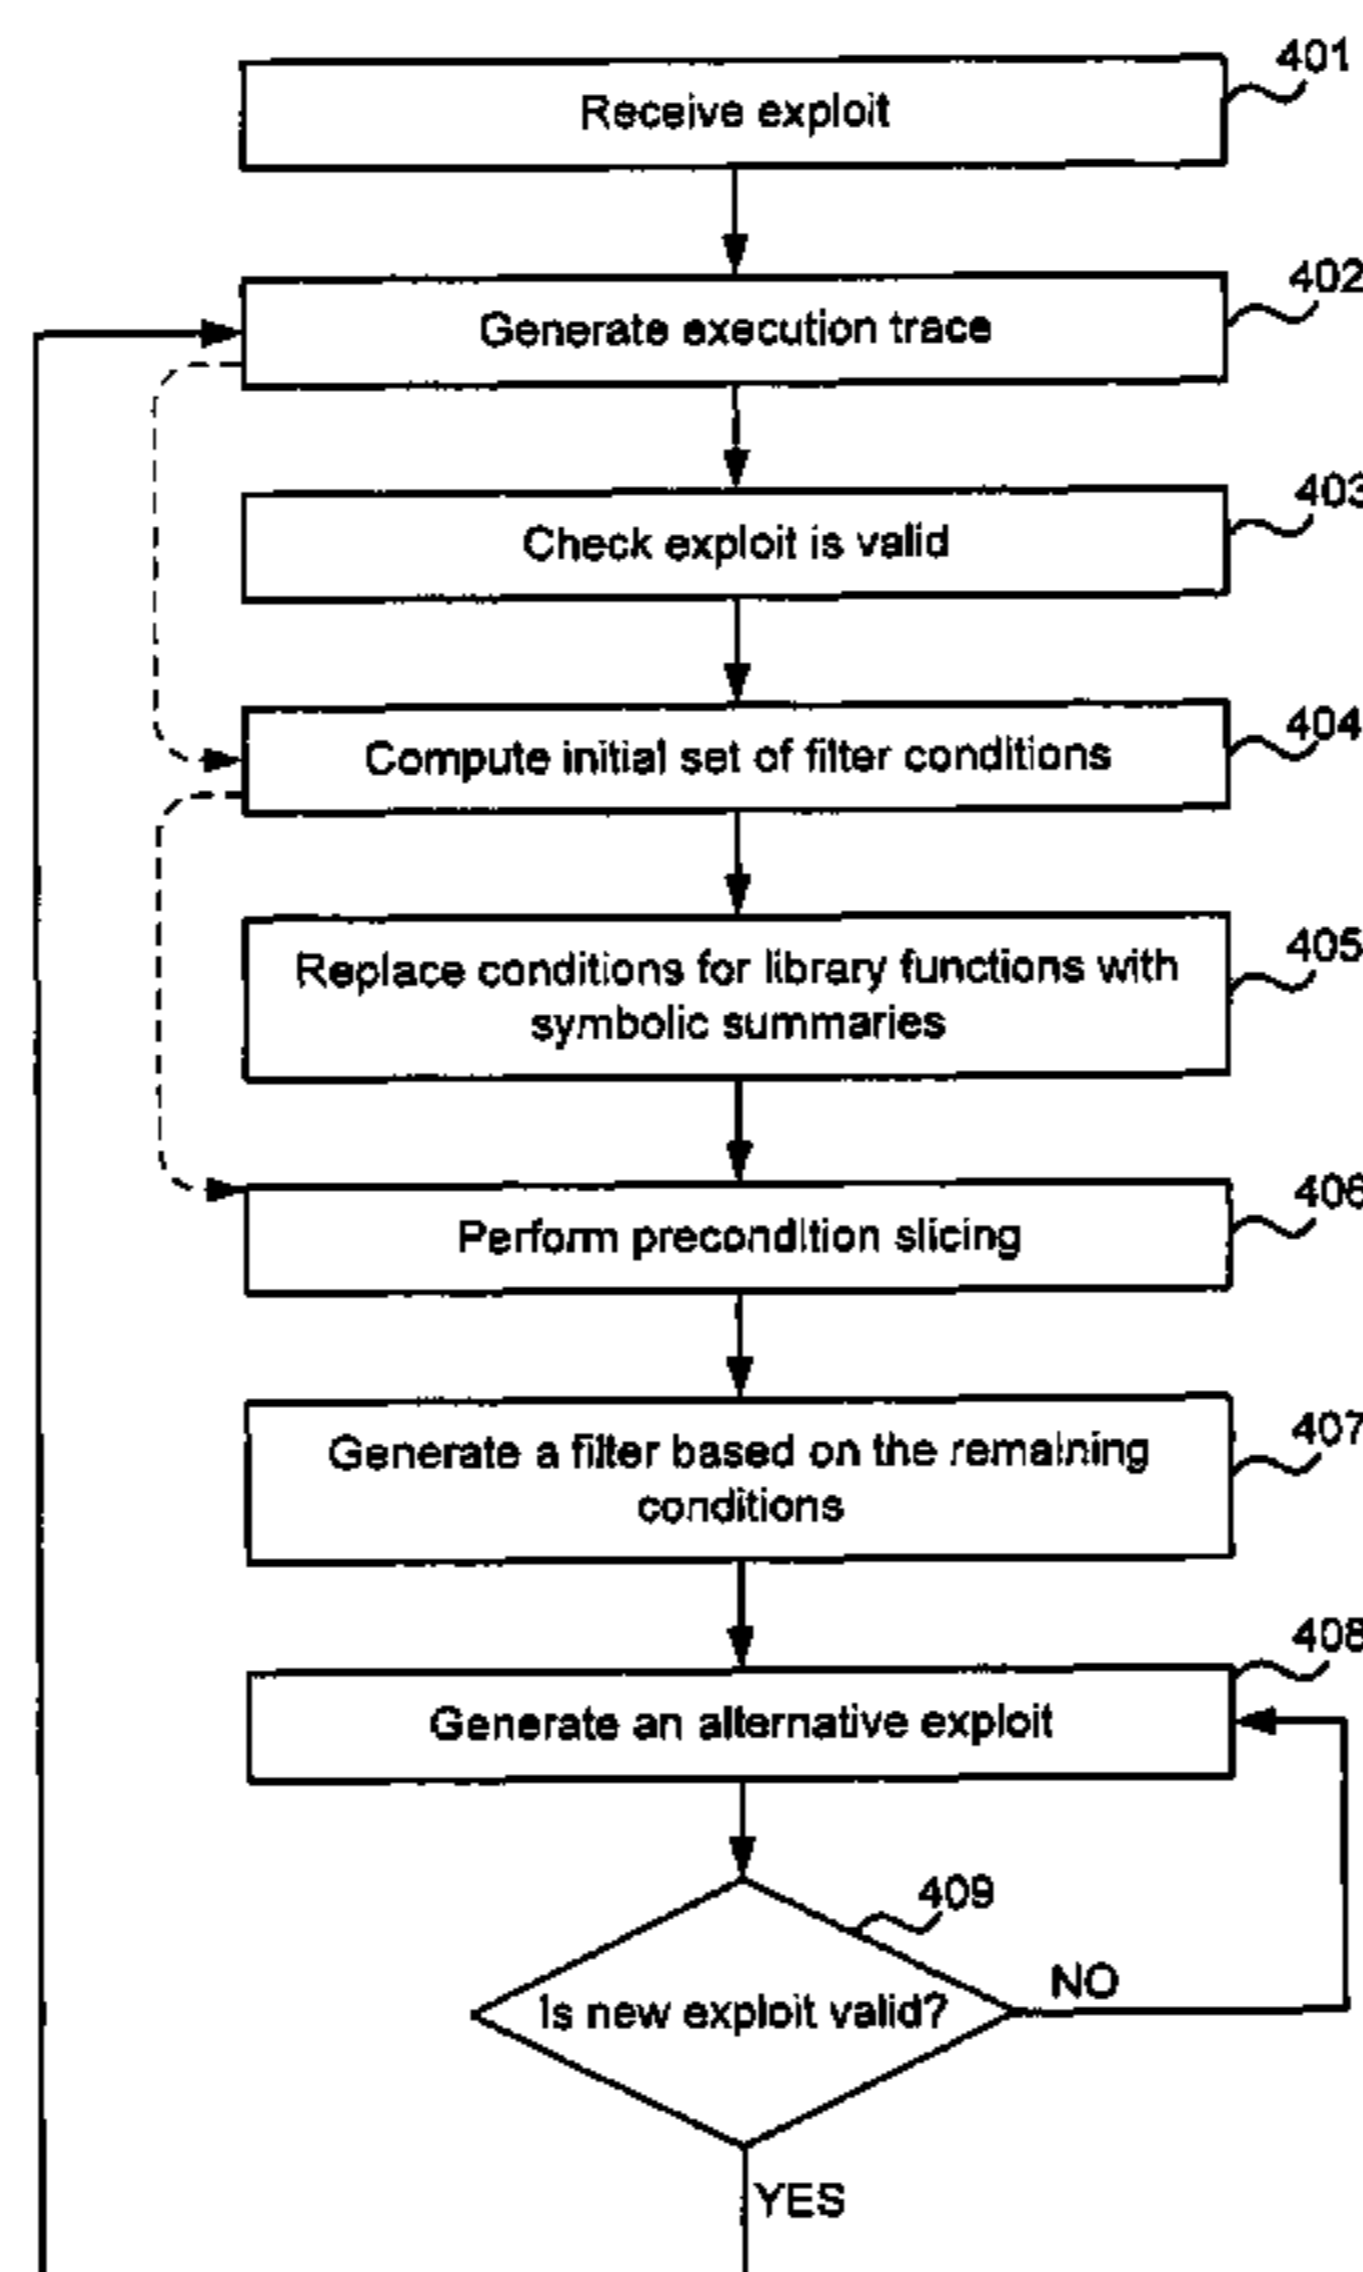 401
Receive exploit
402
Generate execution trace
403
Check exploit is valid
404
Compute initial set of filter conditions
405
Replace conditions for library functions with
symbolic summaries
406
Perform precondition slicing
407
Generate a filter based on the remaining
conditions
408
Generate an alternative exploit
409
Is new exploit valid?
NO
YES